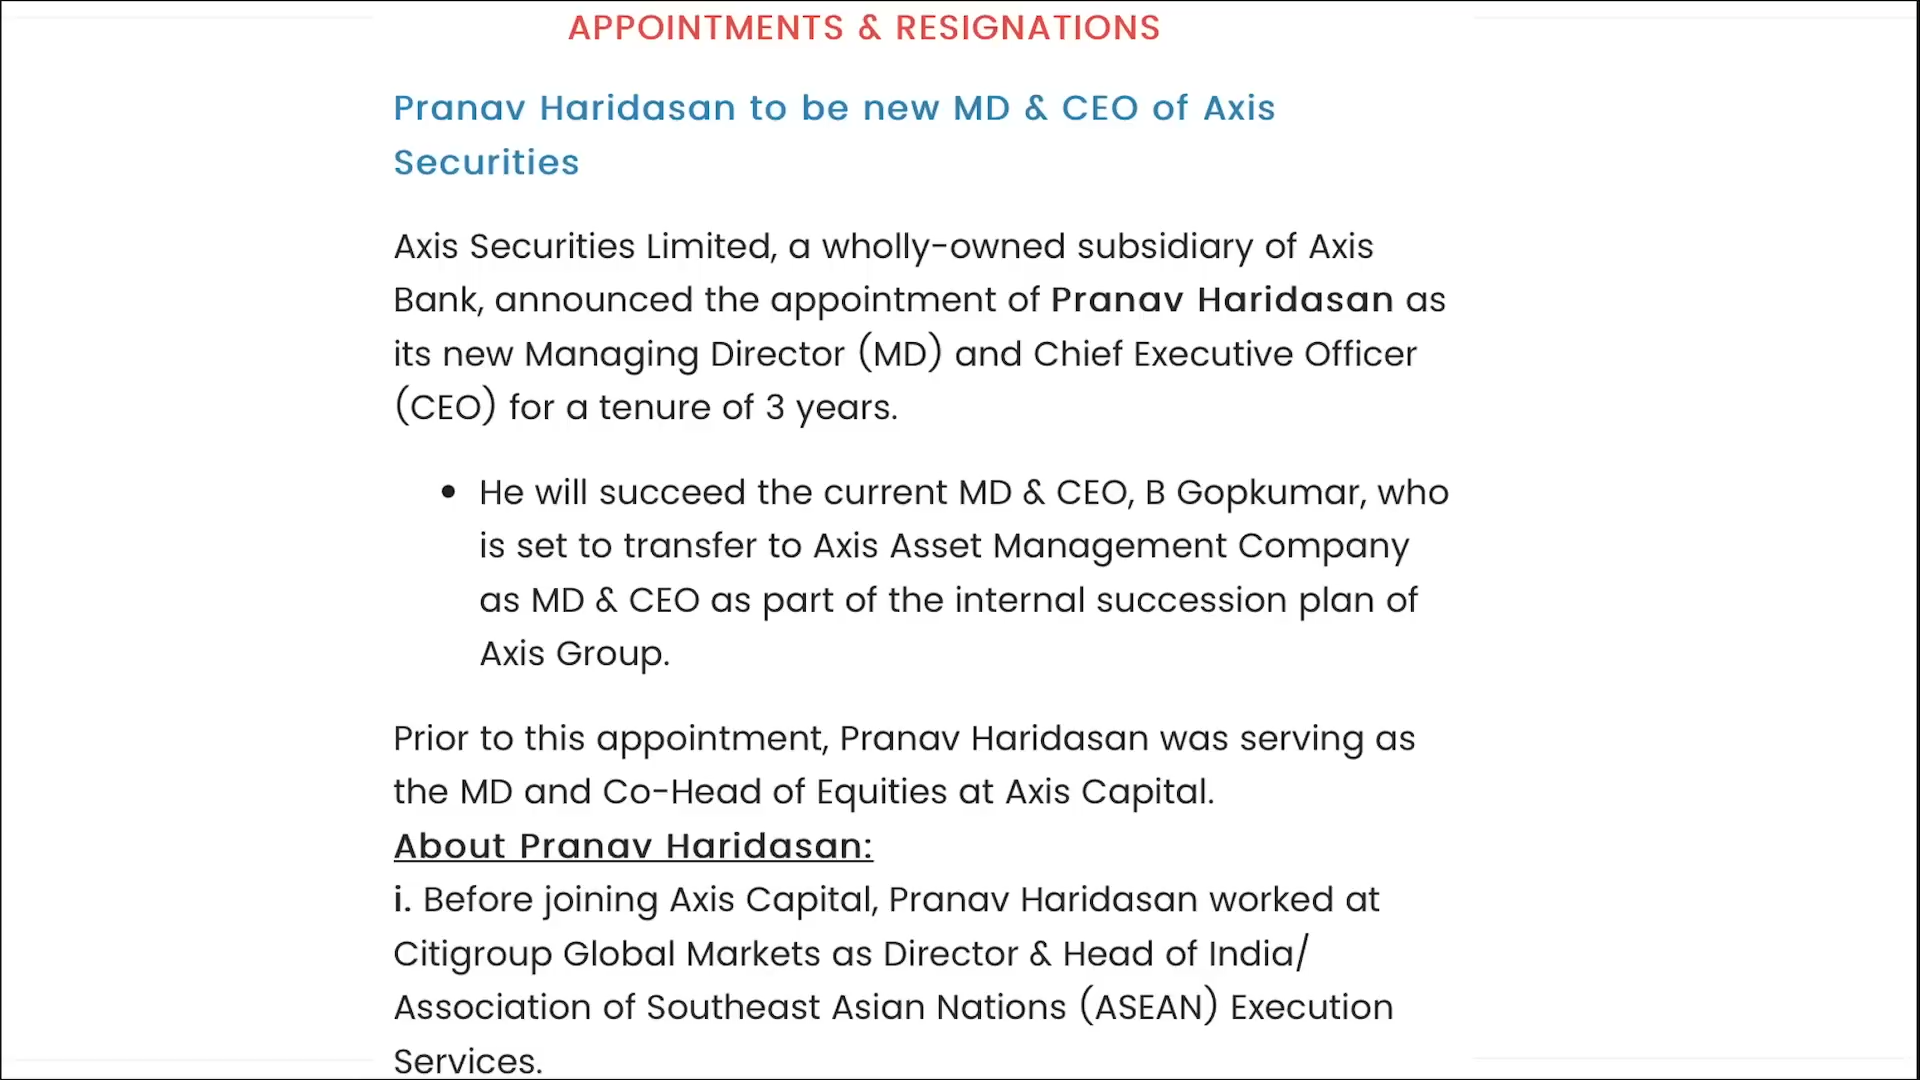 APPOINTMENTS & RESIGNATIONS
Pranav Haridasan to be new MD & CEO of Axis
Securities
Axis Securities Limited, a wholly-owned subsidiary of Axis
Bank, announced the appointment of Pranav Haridasan as
its new Managing Director (MD) and Chief Executive Officer
(CEO) for a tenure of 3 years.
• He will succeed the current MD & CEO, B Gopkumar, who
is set to transfer to Axis Asset Management Company
as MD & CEO as part of the internal succession plan of
Axis Group.
Prior to this appointment, Pranav Haridasan was serving as
the MD and Co-Head of Equities at Axis Capital.
About Pranav Haridasan:
i. Before joining Axis Capital, Pranav Haridasan worked at
Citigroup Global Markets as Director & Head of India/
Association of Southeast Asian Nations (ASEAN) Execution
Services.